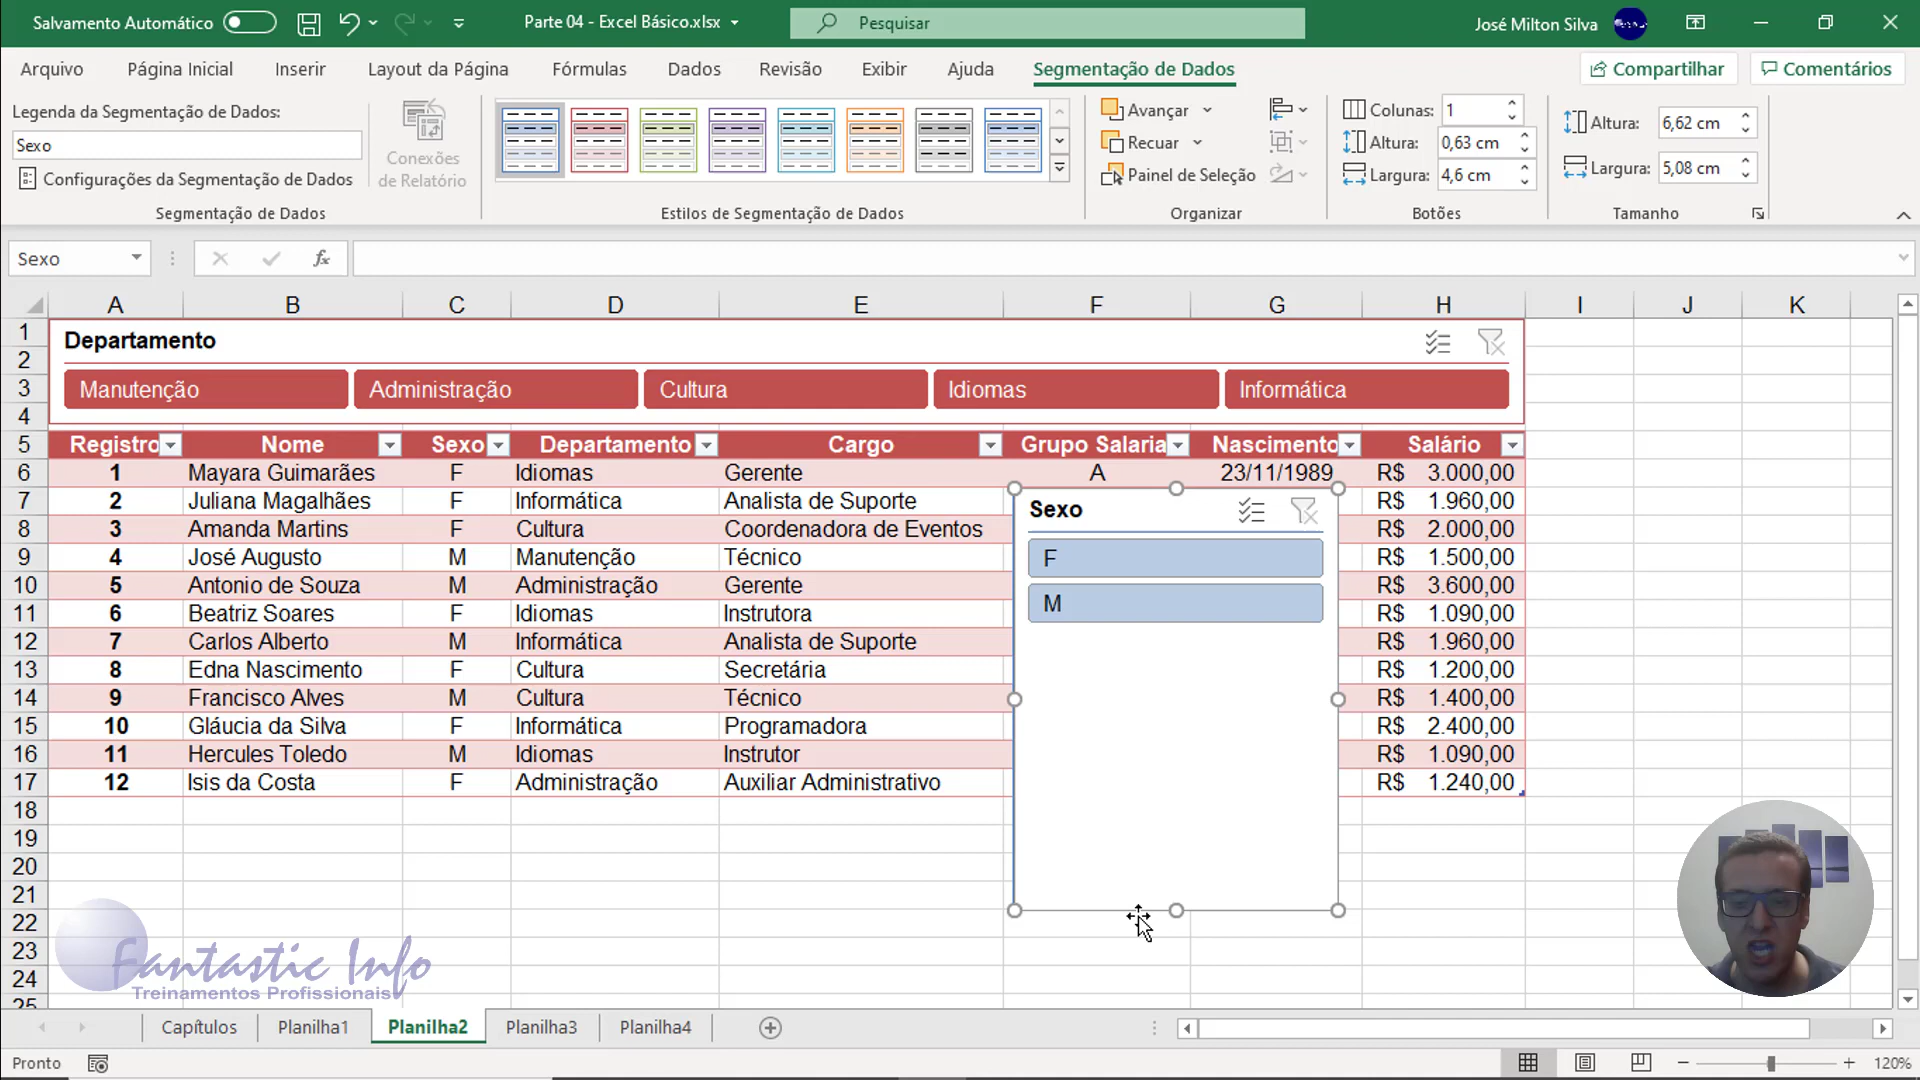 Salvamento Automático
Parte 04 - Excel Básico.xlsx
Pesquisar
José Milton Silva
Arquivo Página Inicial Inserir Layout da Página Fórmulas Dados Revisão Exibir Ajuda Segmentação de Dados Compartilhar Comentários
Legenda da Segmentação de Dados:
Sexo
Configurações da Segmentação de Dados
Conexões
de Relatório
Segmentação de Dados
Estilos de Segmentação de Dados
Avançar
Recuar
Painel de Seleção
Organizar
Colunas: 1
Altura: 0,63 cm
Largura: 4,6 cm
Botões
Altura: 6,62 cm
Largura: 5,08 cm
Tamanho
Sexo fx
A B C D E F G H I J K
1
2
3
4
Departamento
Manutenção Administração Cultura Idiomas Informática
5 Registro Nome Sexo Departamento Cargo Grupo Salaria Nascimento Salário
6 1 Mayara Guimarães F Idiomas Gerente A 23/11/1989 R$ 3.000,00
7 2 Juliana Magalhães F Informática Analista de Suporte R$ 1.960,00
8 3 Amanda Martins F Cultura Coordenadora de Eventos R$ 2.000,00
9 4 José Augusto M Manutenção Técnico R$ 1.500,00
10 5 Antonio de Souza M Administração Gerente R$ 3.600,00
11 6 Beatriz Soares F Idiomas Instrutora R$ 1.090,00
12 7 Carlos Alberto M Informática Analista de Suporte R$ 1.960,00
13 8 Edna Nascimento F Cultura Secretária R$ 1.200,00
14 9 Francisco Alves M Cultura Técnico R$ 1.400,00
15 10 Gláucia da Silva F Informática Programadora R$ 2.400,00
16 11 Hercules Toledo M Idiomas Instrutor R$ 1.090,00
17 12 Isis da Costa F Administração Auxiliar Administrativo R$ 1.240,00
Sexo
F
M
18
19
20
21
22
23
24
25
Fantastic Info
Treinamentos Profissionais
Capítulos Planilha1 Planilha2 Planilha3 Planilha4
Pronto
120%